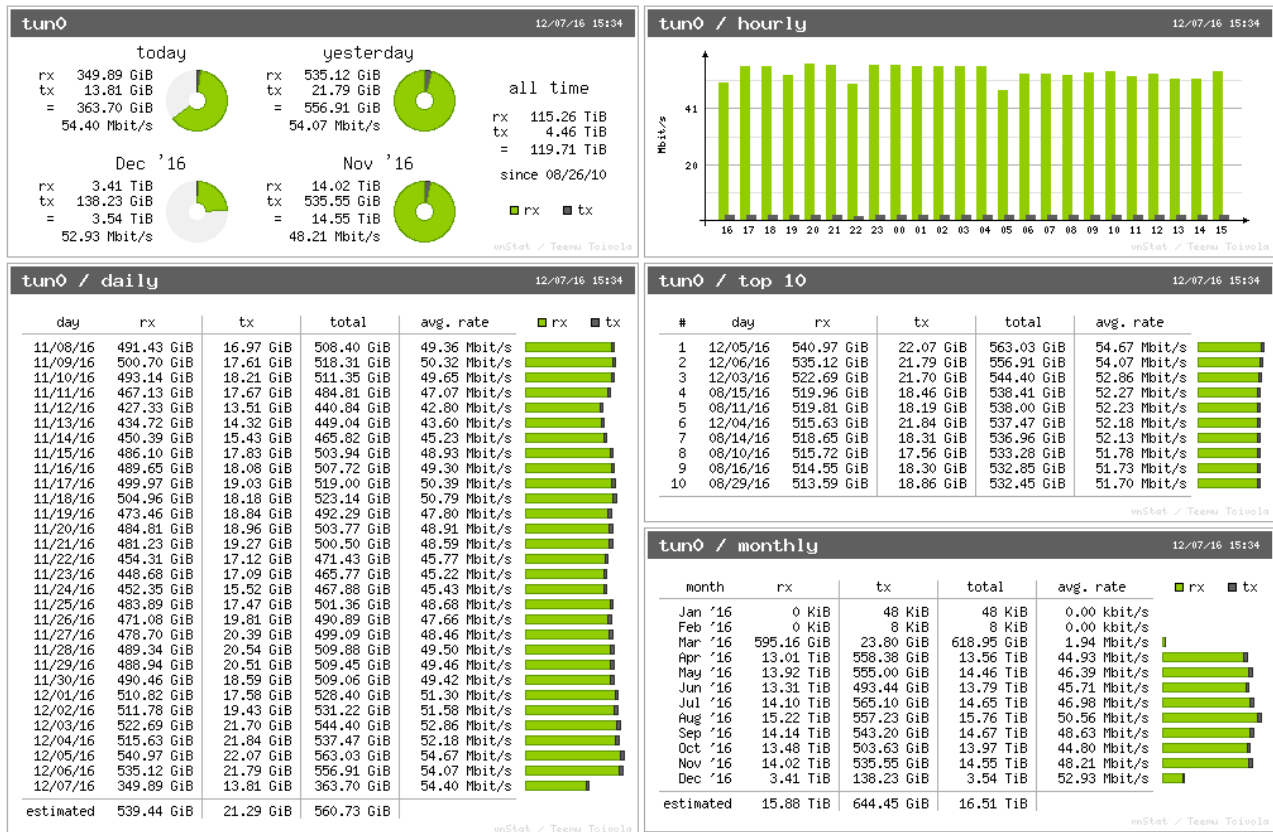 tun0 12/07/16 15:34
today yesterday
rx 349.89 GiB rx 535.12 GiB
tx 13.81 GiB tx 21.79 GiB
= 363.70 GiB = 556.91 GiB
54.40 Mbit/s 54.07 Mbit/s
Dec '16 Nov '16
rx 3.41 TiB rx 14.02 TiB
tx 138.23 GiB tx 535.55 GiB
= 3.54 TiB = 14.55 TiB
52.93 Mbit/s 48.21 Mbit/s
all time
rx 115.26 TiB
tx 4.46 TiB
= 119.71 TiB
since 08/26/10
rx tx
vnStat / Teemu Toivola
tun0 / hourly 12/07/16 15:34
Mbit/s
41
20
16 17 18 19 20 21 22 23 00 01 02 03 04 05 06 07 08 09 10 11 12 13 14 15
vnStat / Teemu Toivola
tun0 / daily 12/07/16 15:34
day rx tx total avg. rate rx tx
11/08/16 491.43 GiB 16.97 GiB 508.40 GiB 49.36 Mbit/s
11/09/16 500.70 GiB 17.61 GiB 518.31 GiB 50.32 Mbit/s
11/10/16 493.14 GiB 18.21 GiB 511.35 GiB 49.65 Mbit/s
11/11/16 467.13 GiB 17.67 GiB 484.81 GiB 47.07 Mbit/s
11/12/16 427.33 GiB 13.51 GiB 440.84 GiB 42.80 Mbit/s
11/13/16 434.72 GiB 14.32 GiB 449.04 GiB 43.60 Mbit/s
11/14/16 450.39 GiB 15.43 GiB 465.82 GiB 45.23 Mbit/s
11/15/16 486.10 GiB 17.83 GiB 503.94 GiB 48.93 Mbit/s
11/16/16 489.65 GiB 18.08 GiB 507.72 GiB 49.30 Mbit/s
11/17/16 499.97 GiB 19.03 GiB 519.00 GiB 50.39 Mbit/s
11/18/16 504.96 GiB 18.18 GiB 523.14 GiB 50.79 Mbit/s
11/19/16 473.46 GiB 18.84 GiB 492.29 GiB 47.80 Mbit/s
11/20/16 484.81 GiB 18.96 GiB 503.77 GiB 48.91 Mbit/s
11/21/16 481.23 GiB 19.27 GiB 500.50 GiB 48.59 Mbit/s
11/22/16 454.31 GiB 17.12 GiB 471.43 GiB 45.77 Mbit/s
11/23/16 448.68 GiB 17.09 GiB 465.77 GiB 45.22 Mbit/s
11/24/16 452.35 GiB 15.52 GiB 467.88 GiB 45.43 Mbit/s
11/25/16 483.89 GiB 17.47 GiB 501.36 GiB 48.68 Mbit/s
11/26/16 471.08 GiB 19.81 GiB 490.89 GiB 47.66 Mbit/s
11/27/16 478.70 GiB 20.39 GiB 499.09 GiB 48.46 Mbit/s
11/28/16 489.34 GiB 20.54 GiB 509.88 GiB 49.50 Mbit/s
11/29/16 488.94 GiB 20.51 GiB 509.45 GiB 49.46 Mbit/s
11/30/16 490.46 GiB 18.59 GiB 509.06 GiB 49.42 Mbit/s
12/01/16 510.82 GiB 17.58 GiB 528.40 GiB 51.30 Mbit/s
12/02/16 511.78 GiB 19.43 GiB 531.22 GiB 51.58 Mbit/s
12/03/16 522.69 GiB 21.70 GiB 544.40 GiB 52.86 Mbit/s
12/04/16 515.63 GiB 21.84 GiB 537.47 GiB 52.18 Mbit/s
12/05/16 540.97 GiB 22.07 GiB 563.03 GiB 54.67 Mbit/s
12/06/16 535.12 GiB 21.79 GiB 556.91 GiB 54.07 Mbit/s
12/07/16 349.89 GiB 13.81 GiB 363.70 GiB 54.40 Mbit/s
estimated 539.44 GiB 21.29 GiB 560.73 GiB
vnStat / Teemu Toivola
tun0 / top 10 12/07/16 15:34
# day rx tx total avg. rate
1 12/05/16 540.97 GiB 22.07 GiB 563.03 GiB 54.67 Mbit/s
2 12/06/16 535.12 GiB 21.79 GiB 556.91 GiB 54.07 Mbit/s
3 12/03/16 522.69 GiB 21.70 GiB 544.40 GiB 52.86 Mbit/s
4 08/15/16 519.96 GiB 18.46 GiB 538.41 GiB 52.27 Mbit/s
5 08/11/16 519.81 GiB 18.19 GiB 538.00 GiB 52.23 Mbit/s
6 12/04/16 515.63 GiB 21.84 GiB 537.47 GiB 52.18 Mbit/s
7 08/14/16 518.65 GiB 18.31 GiB 536.96 GiB 52.13 Mbit/s
8 08/10/16 515.72 GiB 17.56 GiB 533.28 GiB 51.78 Mbit/s
9 08/16/16 514.55 GiB 18.30 GiB 532.85 GiB 51.73 Mbit/s
10 08/29/16 513.59 GiB 18.86 GiB 532.45 GiB 51.70 Mbit/s
vnStat / Teemu Toivola
tun0 / monthly 12/07/16 15:34
month rx tx total avg. rate rx tx
Jan '16 0 KiB 48 KiB 48 KiB 0.00 kbit/s
Feb '16 0 KiB 8 KiB 8 KiB 0.00 kbit/s
Mar '16 595.16 GiB 23.80 GiB 618.95 GiB 1.94 Mbit/s
Apr '16 13.01 TiB 558.38 GiB 13.56 TiB 44.93 Mbit/s
May '16 13.92 TiB 555.00 GiB 14.46 TiB 46.39 Mbit/s
Jun '16 13.31 TiB 493.44 GiB 13.79 TiB 45.71 Mbit/s
Jul '16 14.10 TiB 565.10 GiB 14.65 TiB 46.98 Mbit/s
Aug '16 15.22 TiB 557.23 GiB 15.76 TiB 50.56 Mbit/s
Sep '16 14.14 TiB 543.20 GiB 14.67 TiB 48.63 Mbit/s
Oct '16 13.48 TiB 503.63 GiB 13.97 TiB 44.80 Mbit/s
Nov '16 14.02 TiB 535.55 GiB 14.55 TiB 48.21 Mbit/s
Dec '16 3.41 TiB 138.23 GiB 3.54 TiB 52.93 Mbit/s
estimated 15.88 TiB 644.45 GiB 16.51 TiB
vnStat / Teemu Toivola